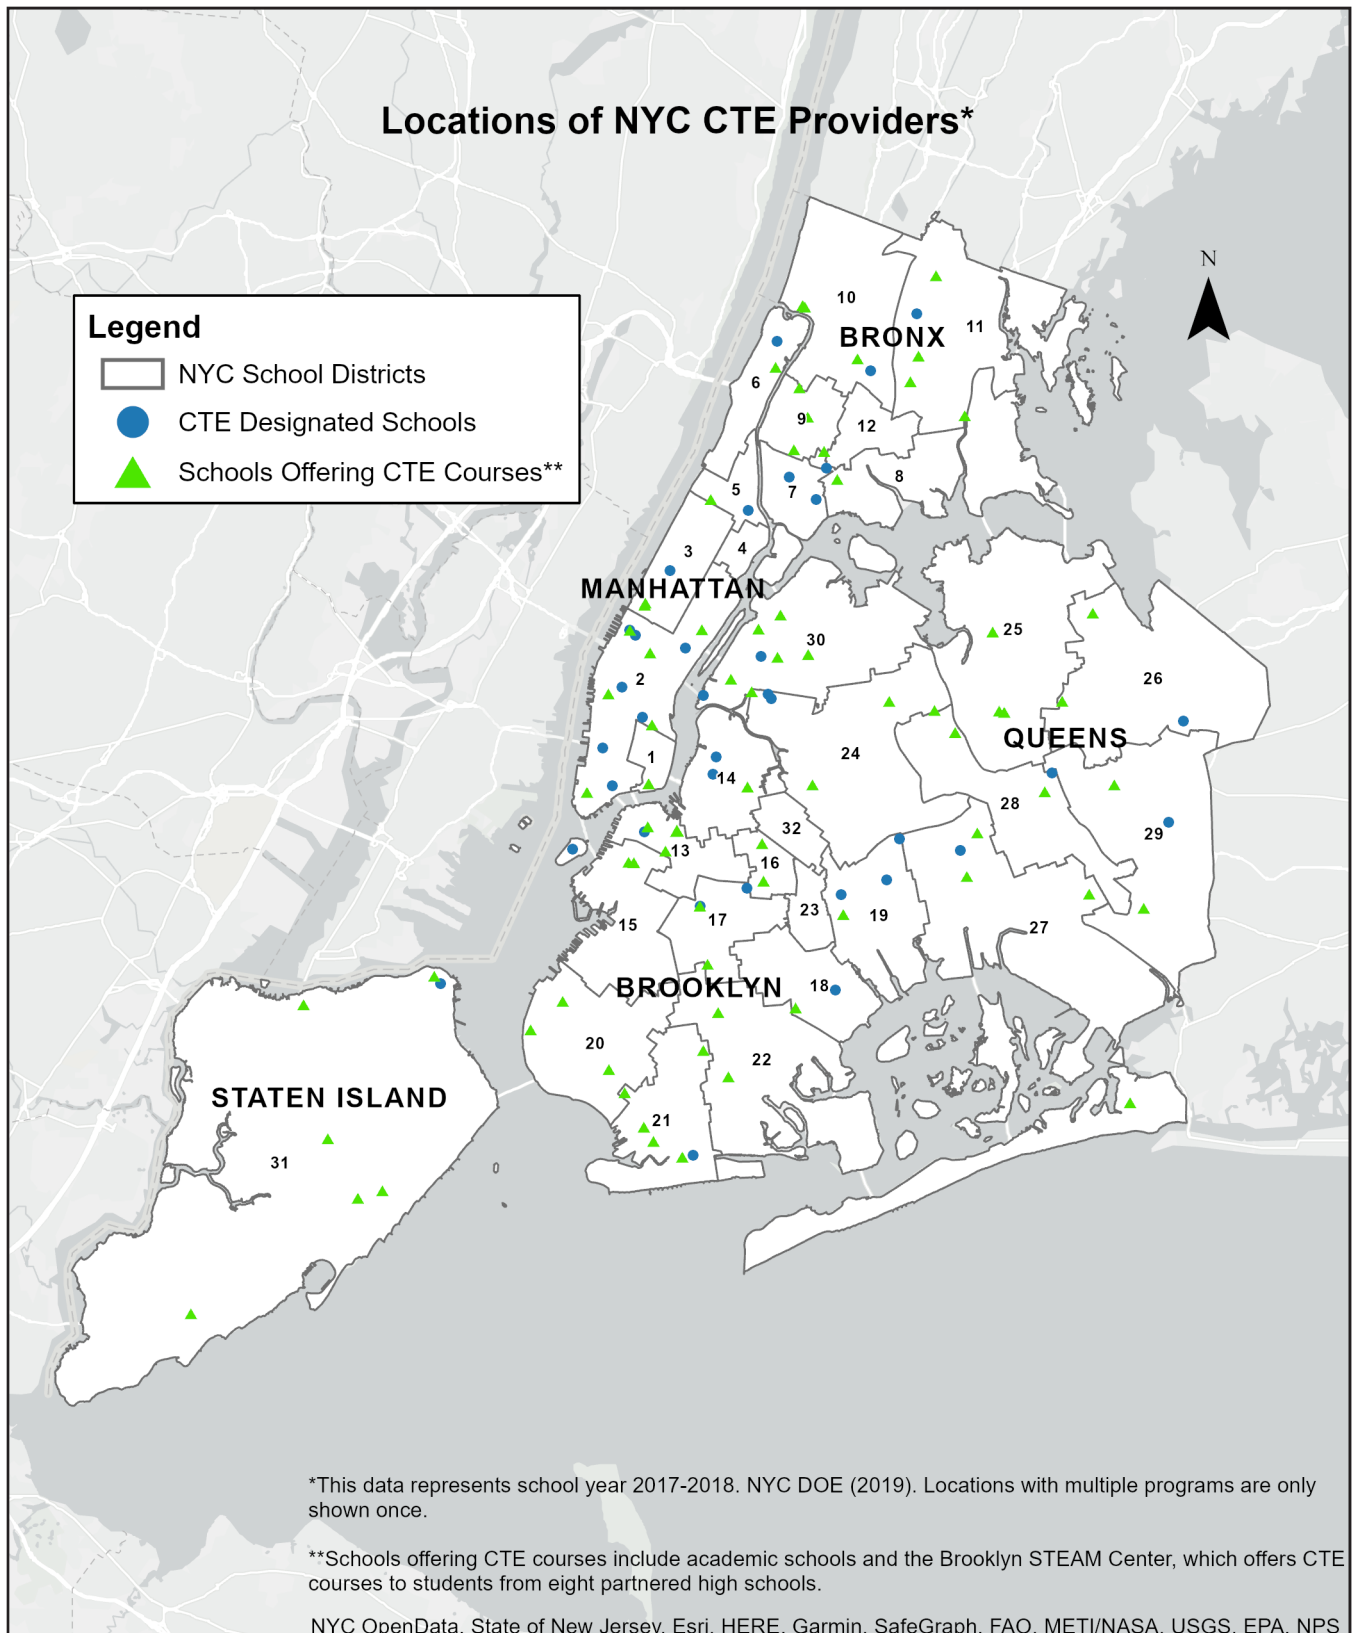 Locations of NYC CTE Providers*
N
Legend
NYC School Districts
CTE Designated Schools
Schools Offering CTE Courses**
10
BRONX
11
6
9
12
8
7
5
3
4
MANHATTAN
30
25
2
26
QUEENS
1
24
14
28
32
29
13
16
23
19
17
15
27
BROOKLYN
18
20
22
STATEN ISLAND
21
31
*This data represents school year 2017-2018. NYC DOE (2019). Locations with multiple programs are only
shown once.
**Schools offering CTE courses include academic schools and the Brooklyn STEAM Center, which offers CTE
courses to students from eight partnered high schools.
NYC OpenData, State of New Jersey, Esri, HERE, Garmin, SafeGraph, FAO, METI/NASA, USGS, EPA, NPS